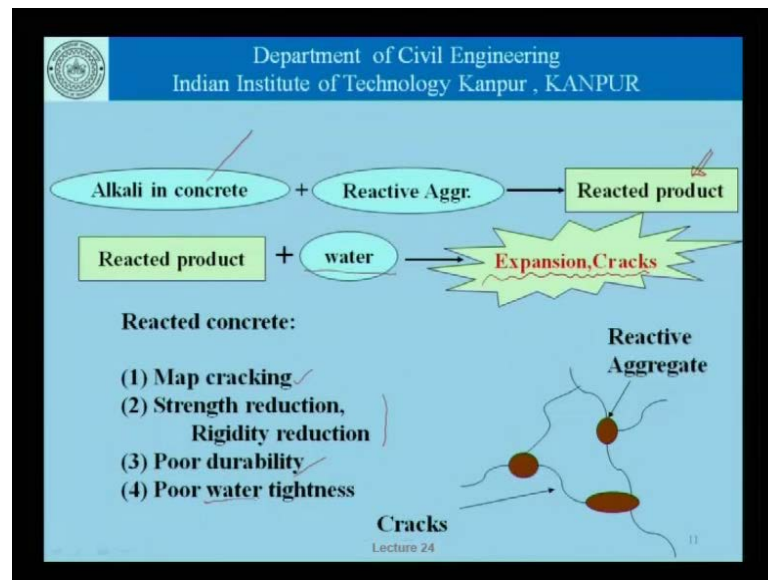 Department of Civil Engineering
Indian Institute of Technology Kanpur , KANPUR
Alkali in concrete + Reactive Aggr. Reacted product
Reacted product + water Expansion,Cracks
Reacted concrete:
(1) Map cracking
(2) Strength reduction,
Rigidity reduction
(3) Poor durability
(4) Poor water tightness
Reactive
Aggregate
Cracks
Lecture 24
11